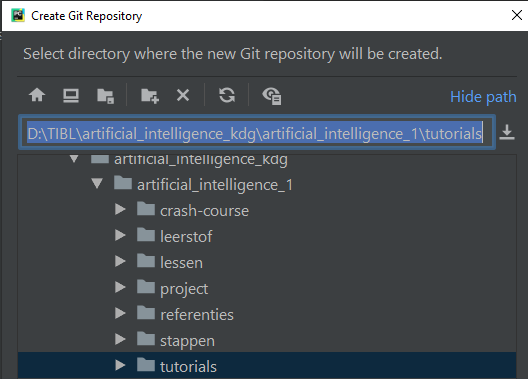 Create Git Repository
Select directory where the new Git repository will be created.
Hide path
D:\TIBL\artificial_intelligence_kdg\artificial_intelligence_1\tutorials
artificial_intelligence_kdg
artificial_intelligence_1
crash-course
leerstof
lessen
project
referenties
stappen
tutorials